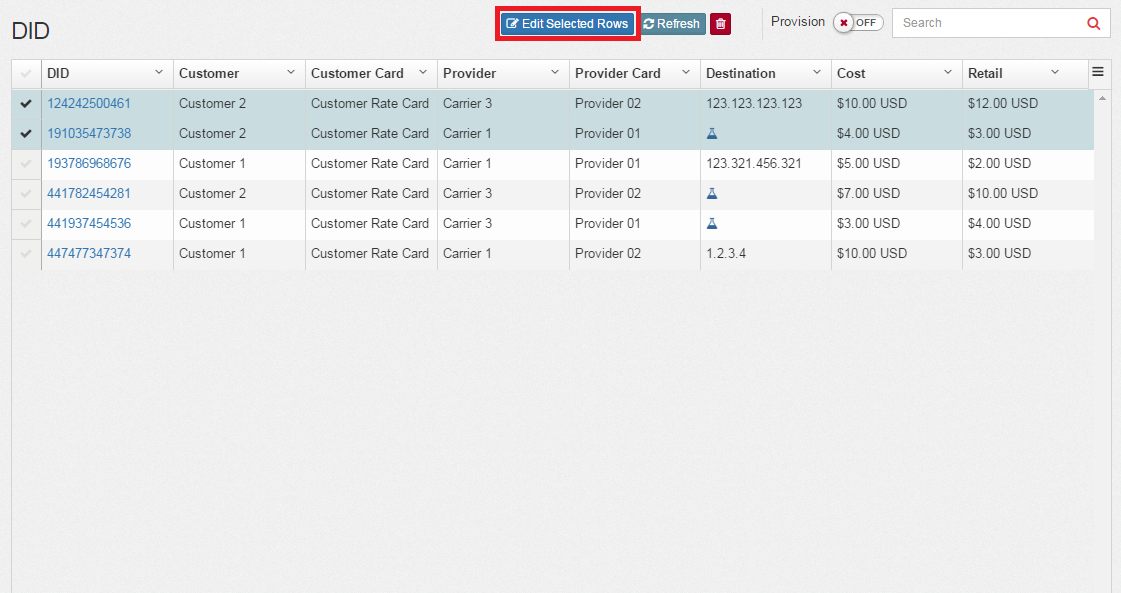 DID
Edit Selected Rows Refresh Provision OFF Search
DID Customer Customer Card Provider Provider Card Destination Cost Retail
124242500461 Customer 2 Customer Rate Card Carrier 3 Provider 02 123.123.123.123 $10.00 USD $12.00 USD
191035473738 Customer 2 Customer Rate Card Carrier 1 Provider 01 $4.00 USD $3.00 USD
193786968676 Customer 1 Customer Rate Card Carrier 1 Provider 01 123.321.456.321 $5.00 USD $2.00 USD
441782454281 Customer 2 Customer Rate Card Carrier 3 Provider 02 $7.00 USD $10.00 USD
441937454536 Customer 1 Customer Rate Card Carrier 3 Provider 01 $3.00 USD $4.00 USD
447477347374 Customer 1 Customer Rate Card Carrier 1 Provider 02 1.2.3.4 $10.00 USD $3.00 USD